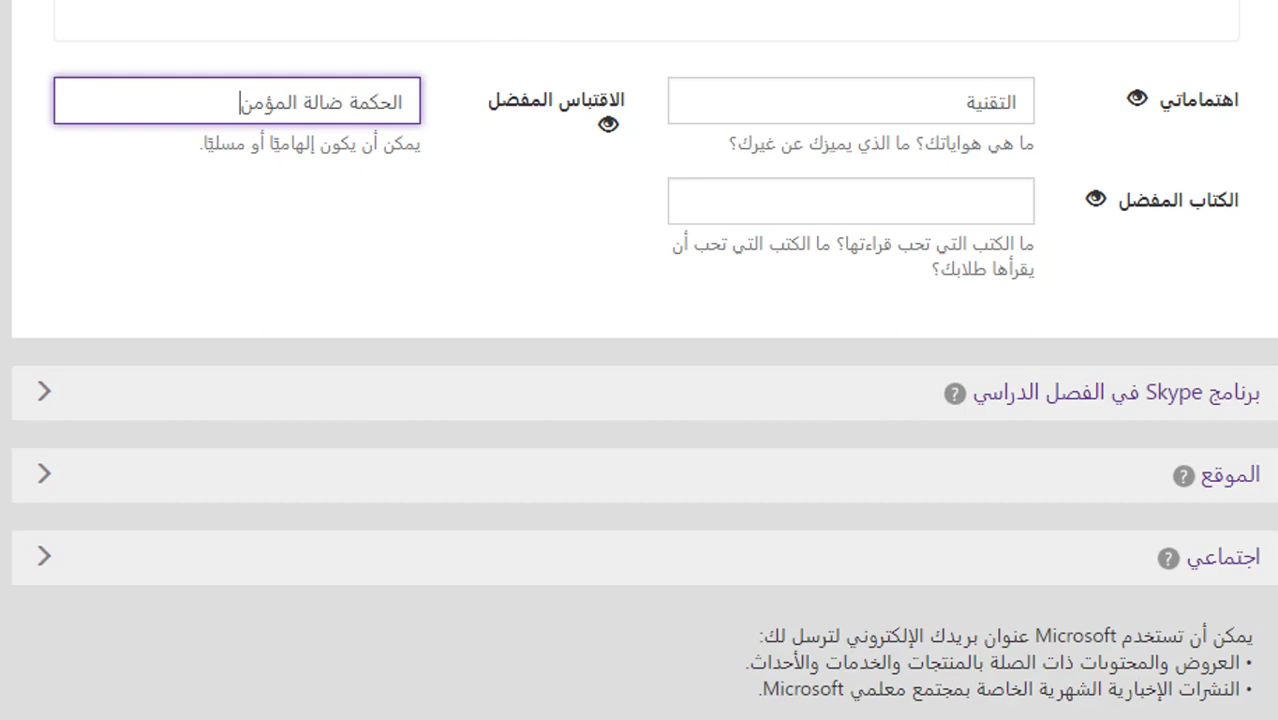 اهتماماتي
التقنية
ما هي هواياتك؟ ما الذي يميزك عن غيرك؟
الاقتباس المفضل
الحكمة ضالة المؤمن
يمكن أن يكون إلهاميًا أو مسليًا.
الكتاب المفضل
ما الكتب التي تحب قراءتها؟ ما الكتب التي تحب أن
يقرأها طلابك؟
برنامج Skype في الفصل الدراسي ?
الموقع ?
اجتماعي ?
يمكن أن تستخدم Microsoft عنوان بريدك الإلكتروني لترسل لك:
• العروض والمحتويات ذات الصلة بالمنتجات والخدمات والأحداث.
• النشرات الإخبارية الشهرية الخاصة بمجتمع معلمي Microsoft.